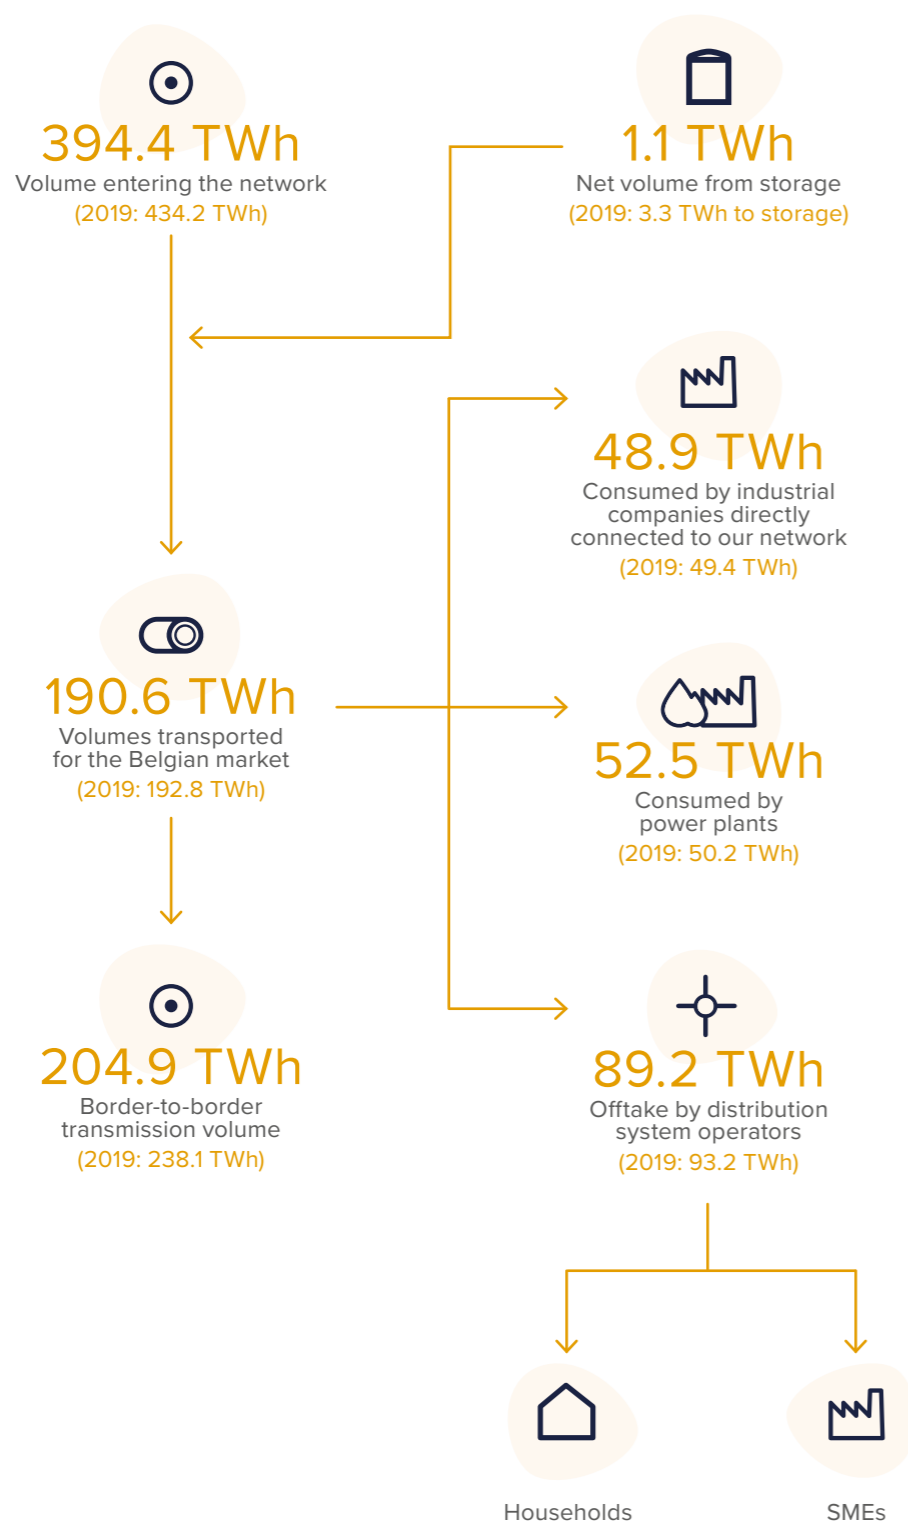 394.4 TWh
Volume entering the network
(2019: 434.2 TWh)
1.1 TWh
Net volume from storage
(2019: 3.3 TWh to storage)
48.9 TWh
Consumed by industrial
companies directly
connected to our network
(2019: 49.4 TWh)
190.6 TWh
Volumes transported
for the Belgian market
(2019: 192.8 TWh)
52.5 TWh
Consumed by
power plants
(2019: 50.2 TWh)
204.9 TWh
Border-to-border
transmission volume
(2019: 238.1 TWh)
89.2 TWh
Offtake by distribution
system operators
(2019: 93.2 TWh)
Households
SMEs